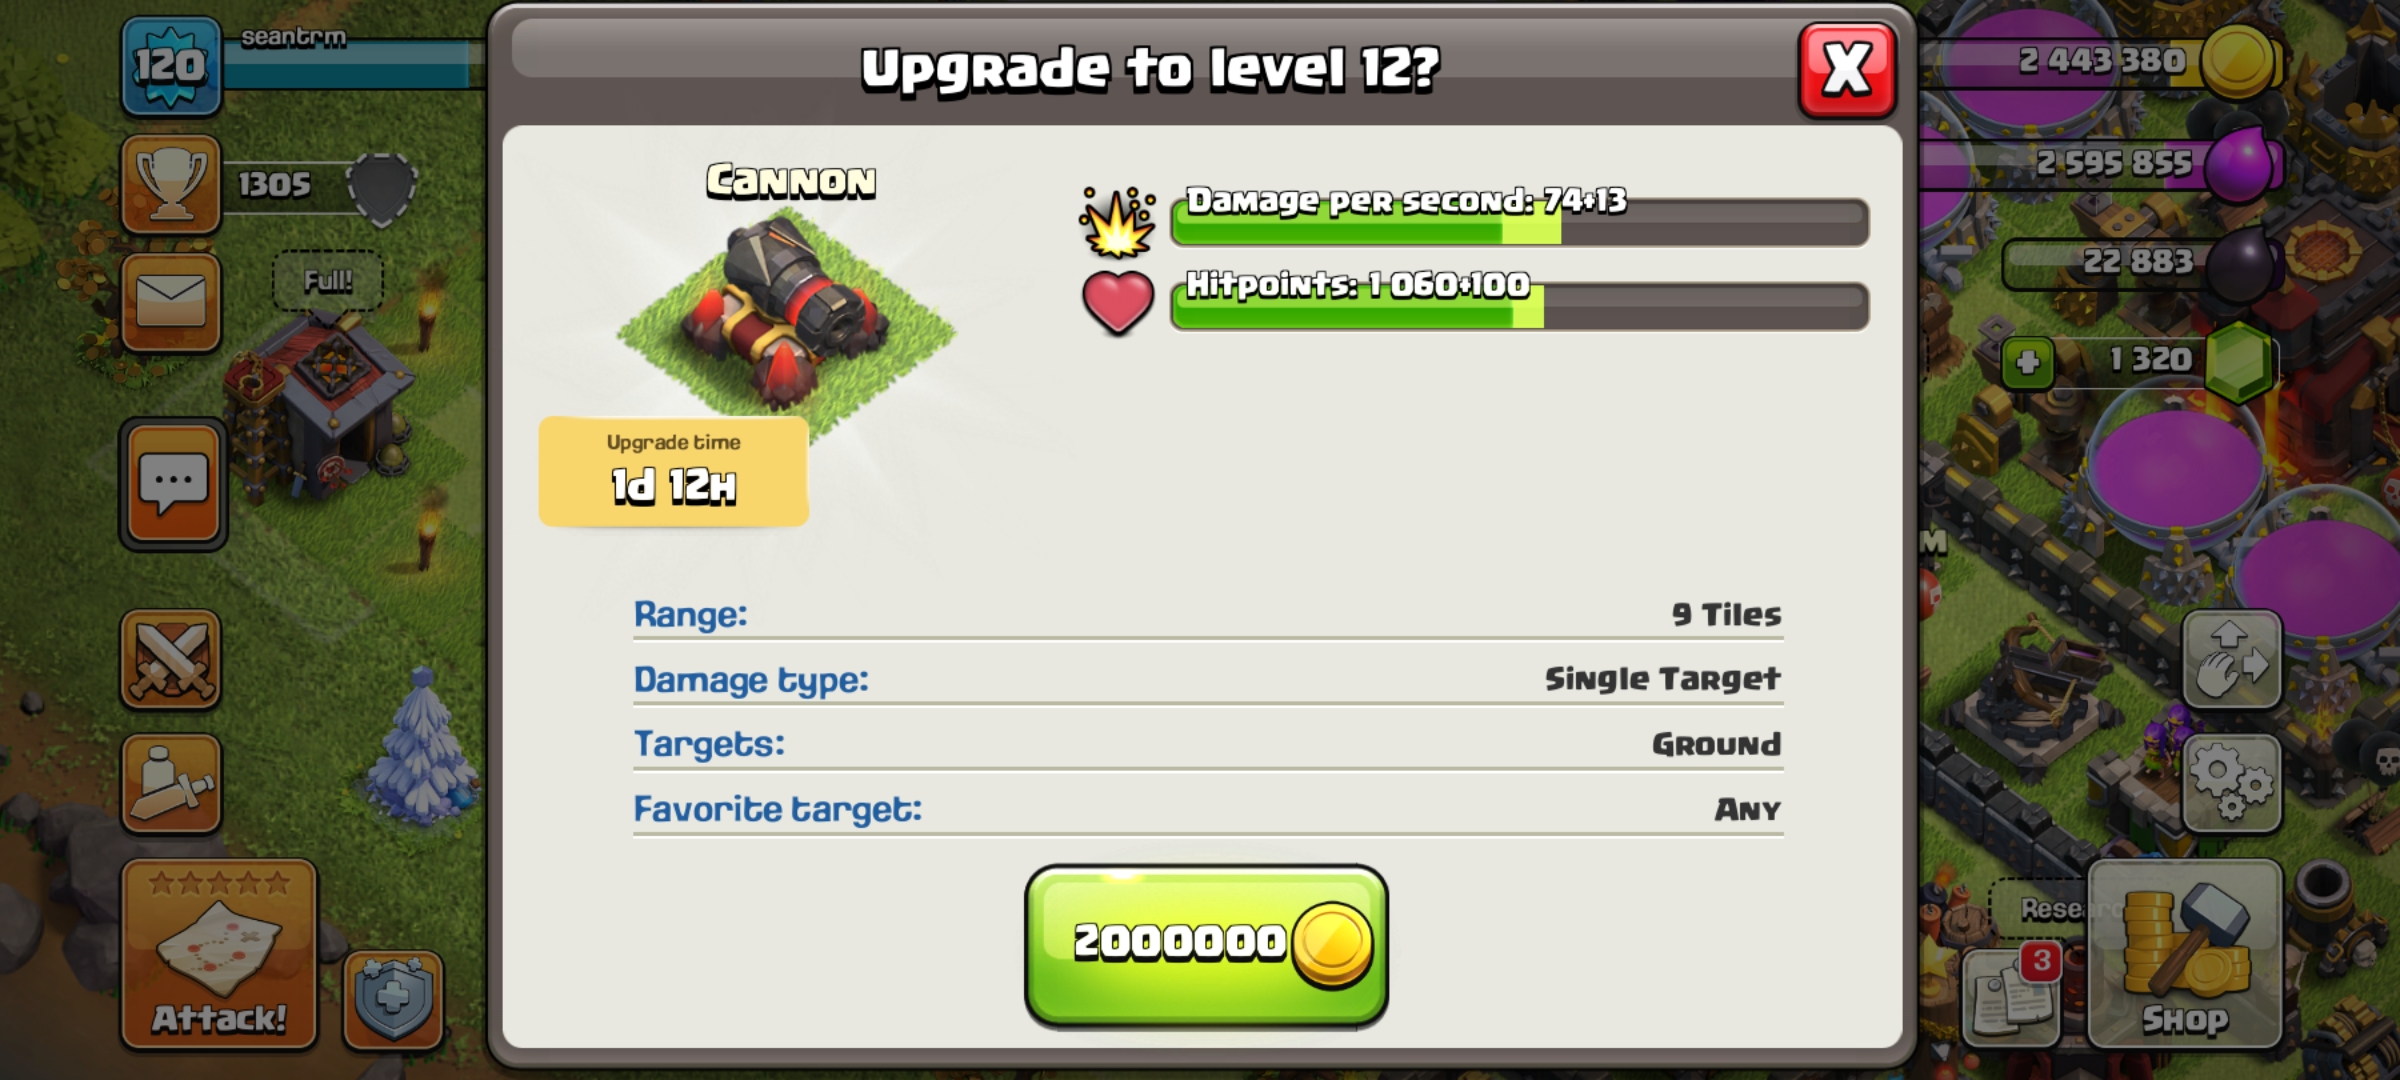 120
seantrm
1305
Full!
Attack!
Upgrade to level 12?
X
Cannon
Upgrade time
1d 12H
Damage per second: 74+13
Hitpoints: 1 060+100
Range: 9 Tiles
Damage type: Single Target
Targets: Ground
Favorite target: Any
2000000
2 443 380
2 595 855
22 883
1 320
3
Shop